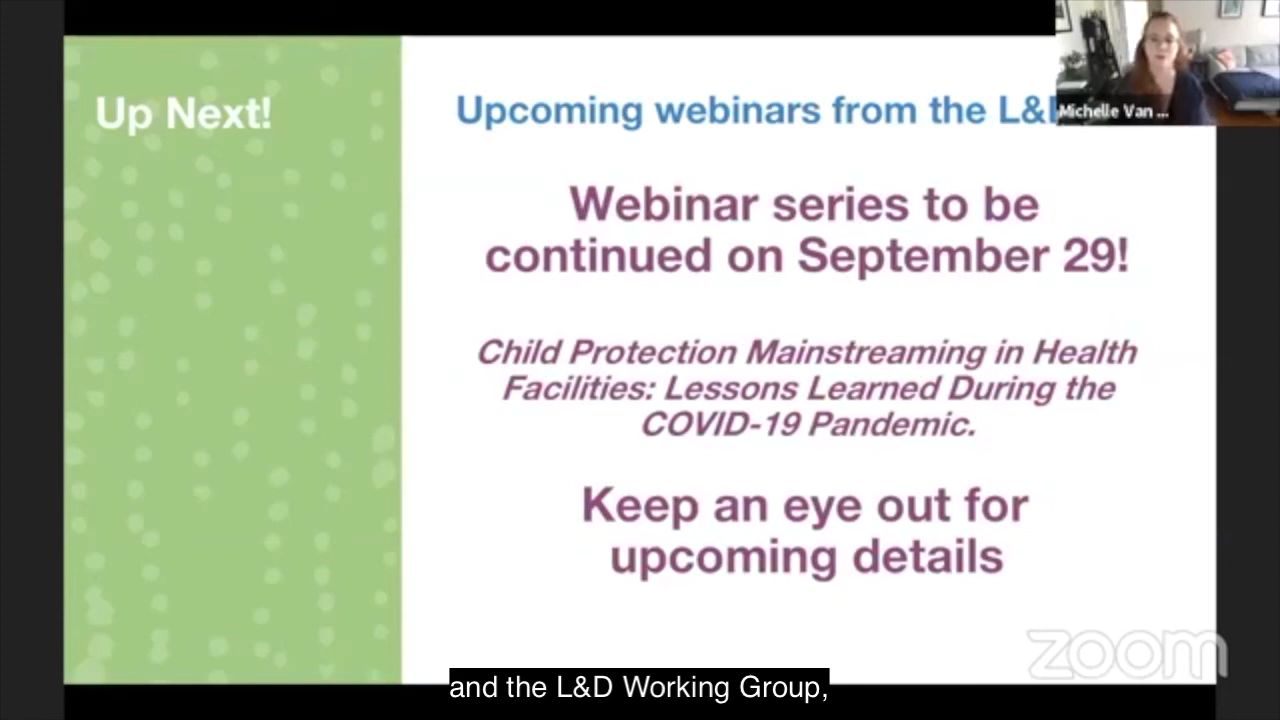 Up Next!
Upcoming webinars from the L&
Michelle Van ...
Webinar series to be
continued on September 29!
Child Protection Mainstreaming in Health
Facilities: Lessons Learned During the
COVID-19 Pandemic.
Keep an eye out for
upcoming details
zoom
and the L&D Working Group,